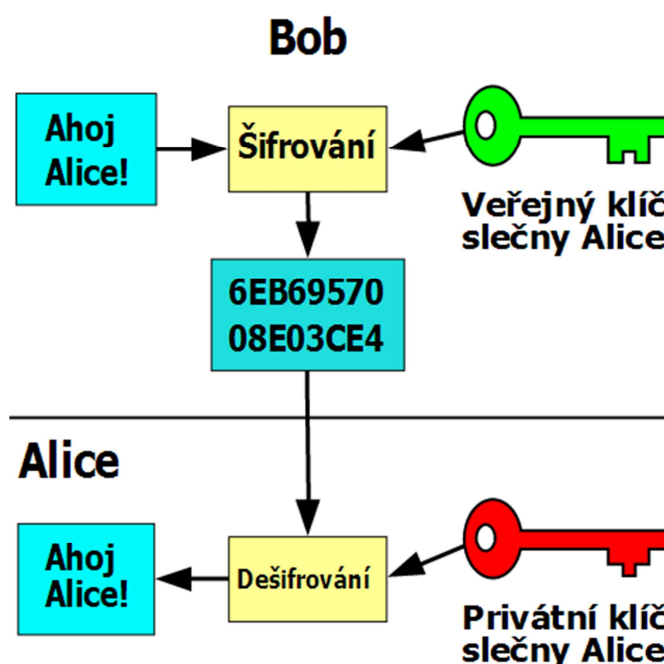 Bob
Ahoj
Alice!
Šifrování
Veřejný klíč
slečny Alice
6EB69570
08E03CE4
Alice
Ahoj
Alice!
Dešifrování
Privátní klíč
slečny Alice